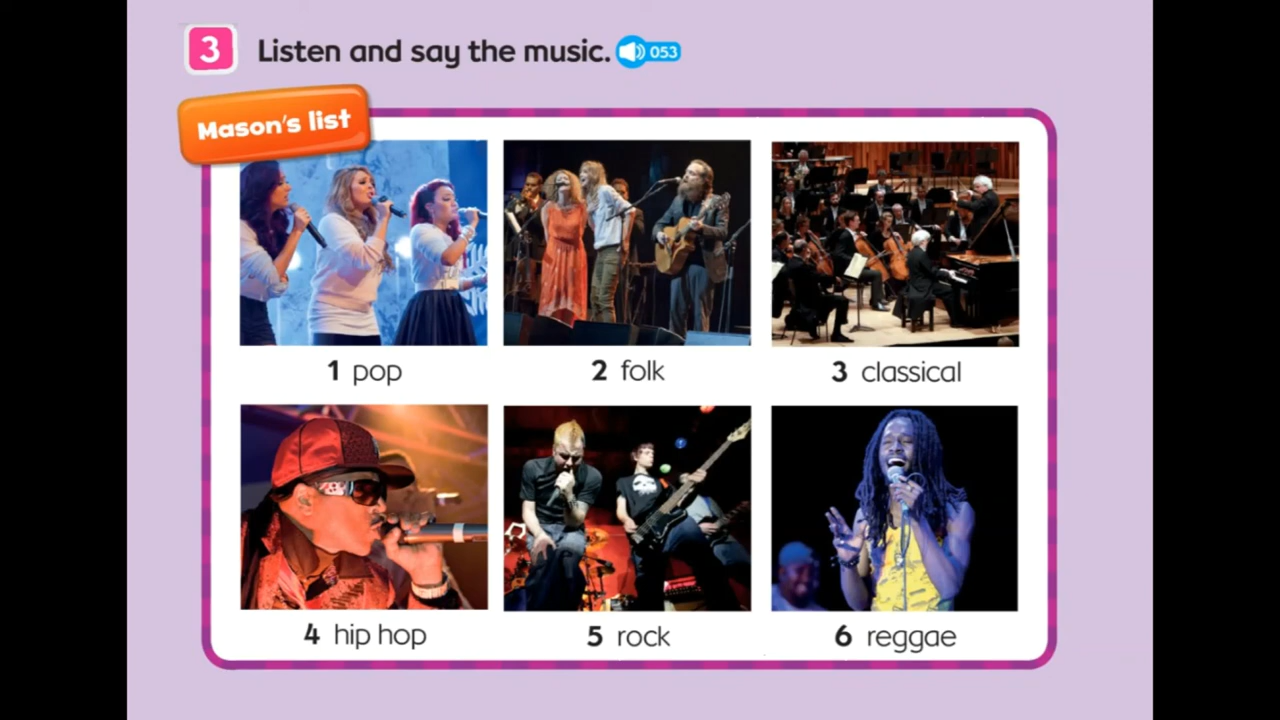 3 Listen and say the music. 053
Mason's list
1 pop
2 folk
3 classical
4 hip hop
5 rock
6 reggae